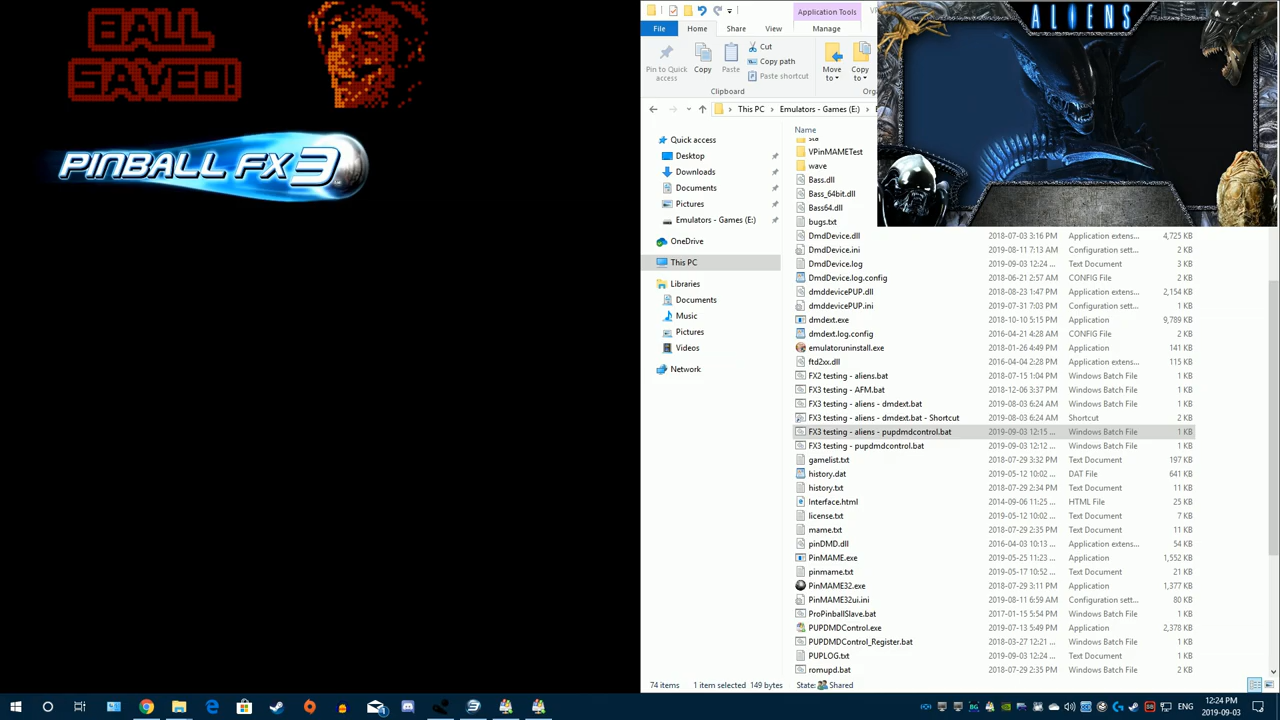 BALL
SAVED!
PINBALL FX3
Application Tools
File
Home
Share
View
Manage
ALIENS
Pin to Quick
access
Copy
Paste
Cut
Copy path
Paste shortcut
Move
to
Copy
to
Clipboard
This PC
Emulators - Games (E:)
Name
Quick access
Desktop
Downloads
Documents
Pictures
Emulators - Games (E:)
OneDrive
This PC
Libraries
Documents
Music
Pictures
Videos
Network
VPinMAMETest
wave
Bass.dll
Bass_64bit.dll
Bass64.dll
bugs.txt
DmdDevice.dll 2018-07-03 3:16 PM Application extens... 4,725 KB
DmdDevice.ini 2019-08-11 7:13 AM Configuration sett... 2 KB
DmdDevice.log 2019-09-03 12:24 ... Text Document 3 KB
DmdDevice.log.config 2018-06-21 2:57 AM CONFIG File 2 KB
dmddevicePUP.dll 2018-08-23 1:47 PM Application extens... 2,154 KB
dmddevicePUP.ini 2019-07-31 7:03 PM Configuration sett... 1 KB
dmdext.exe 2018-10-10 5:15 PM Application 9,789 KB
dmdext.log.config 2016-04-21 4:28 AM CONFIG File 2 KB
emulatoruninstall.exe 2018-01-26 4:49 PM Application 141 KB
ftd2xx.dll 2016-04-04 2:28 PM Application extens... 115 KB
FX2 testing - aliens.bat 2018-07-15 1:04 PM Windows Batch File 1 KB
FX3 testing - AFM.bat 2018-12-06 3:37 PM Windows Batch File 1 KB
FX3 testing - aliens - dmdext.bat 2019-08-03 6:24 AM Windows Batch File 1 KB
FX3 testing - aliens - dmdext.bat - Shortcut 2019-08-03 6:24 AM Shortcut 2 KB
FX3 testing - aliens - pupdmdcontrol.bat 2019-09-03 12:15 ... Windows Batch File 1 KB
FX3 testing - pupdmdcontrol.bat 2019-09-03 12:12 ... Windows Batch File 1 KB
gamelist.txt 2018-07-29 3:32 PM Text Document 197 KB
history.dat 2019-05-12 10:02 ... DAT File 641 KB
history.txt 2018-07-29 2:34 PM Text Document 11 KB
Interface.html 2014-09-06 11:25 ... HTML File 25 KB
license.txt 2019-05-12 10:02 ... Text Document 7 KB
mame.txt 2018-07-29 2:35 PM Text Document 11 KB
pinDMD.dll 2016-04-03 10:13 ... Application extens... 54 KB
PinMAME.exe 2019-05-25 11:23 ... Application 1,552 KB
pinmame.txt 2019-05-17 10:52 ... Text Document 21 KB
PinMAME32.exe 2018-07-29 3:11 PM Application 1,377 KB
PinMAME32ui.ini 2019-08-11 6:59 AM Configuration sett... 80 KB
ProPinballSlave.bat 2017-01-15 5:54 PM Windows Batch File 1 KB
PUPDMDControl.exe 2019-07-13 5:49 PM Application 2,378 KB
PUPDMDControl_Register.bat 2018-03-27 12:21 ... Windows Batch File 1 KB
PUPLOG.txt 2019-09-03 12:24 ... Text Document 1 KB
romupd.bat 2018-07-29 2:35 PM Windows Batch File 2 KB
74 items 1 item selected 149 bytes State: Shared
ENG
12:24 PM
2019-09-03